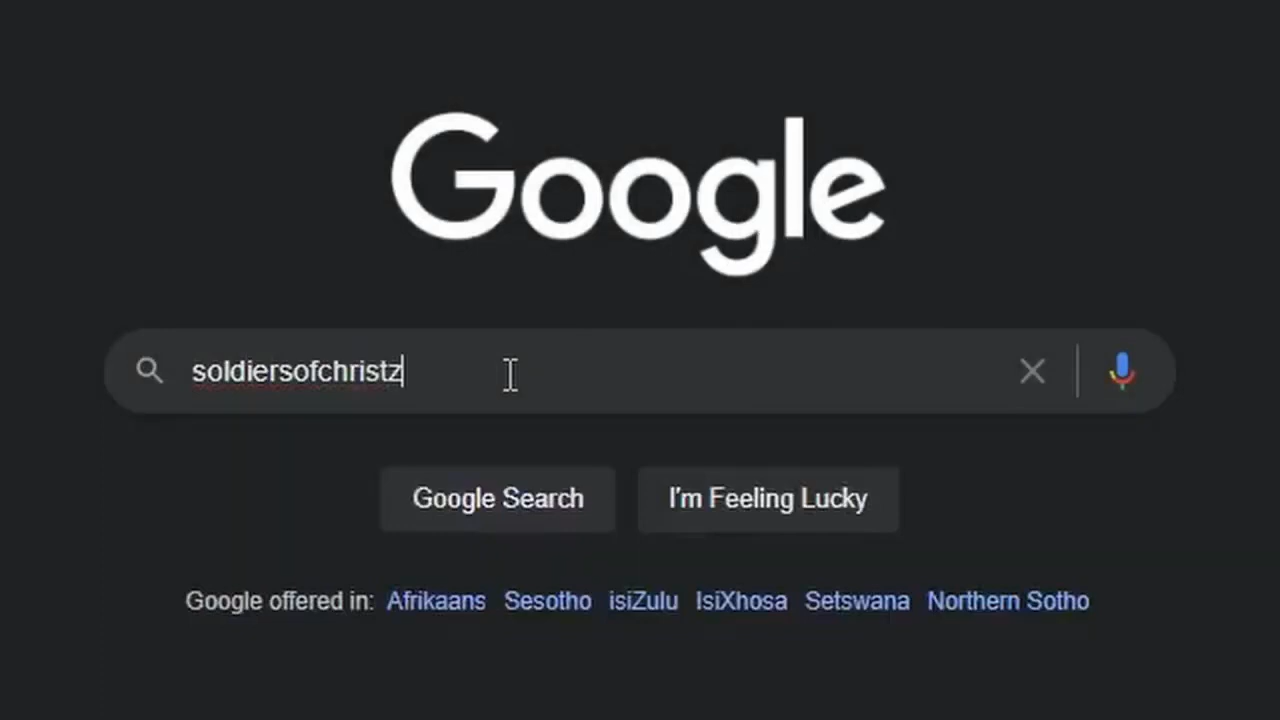 Google
soldiersofchristz
Google Search I'm Feeling Lucky
Google offered in: Afrikaans Sesotho isiZulu IsiXhosa Setswana Northern Sotho